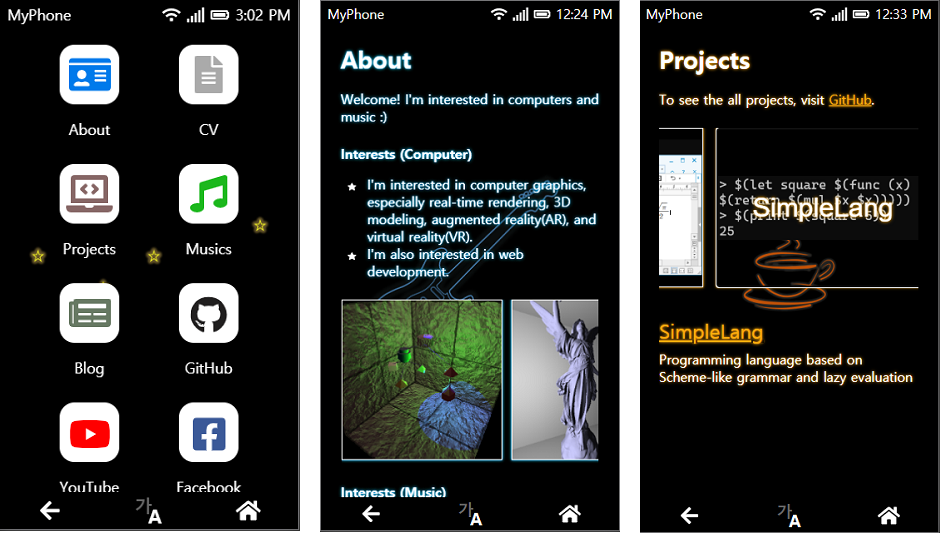 MyPhone 3:02 PM
About CV
Projects Musics
Blog GitHub
YouTube Facebook
가A
MyPhone 12:24 PM
About
Welcome! I'm interested in computers and
music :)
Interests (Computer)
I'm interested in computer graphics,
especially real-time rendering, 3D
modeling, augmented reality(AR), and
virtual reality(VR).
I'm also interested in web
development.
Interests (Music)
가A
MyPhone 12:33 PM
Projects
To see the all projects, visit GitHub.
> $(let square $(func (x)
$(return $(mul $x $x)))))
SimpleLang
25
SimpleLang
Programming language based on
Scheme-like grammar and lazy evaluation
가A